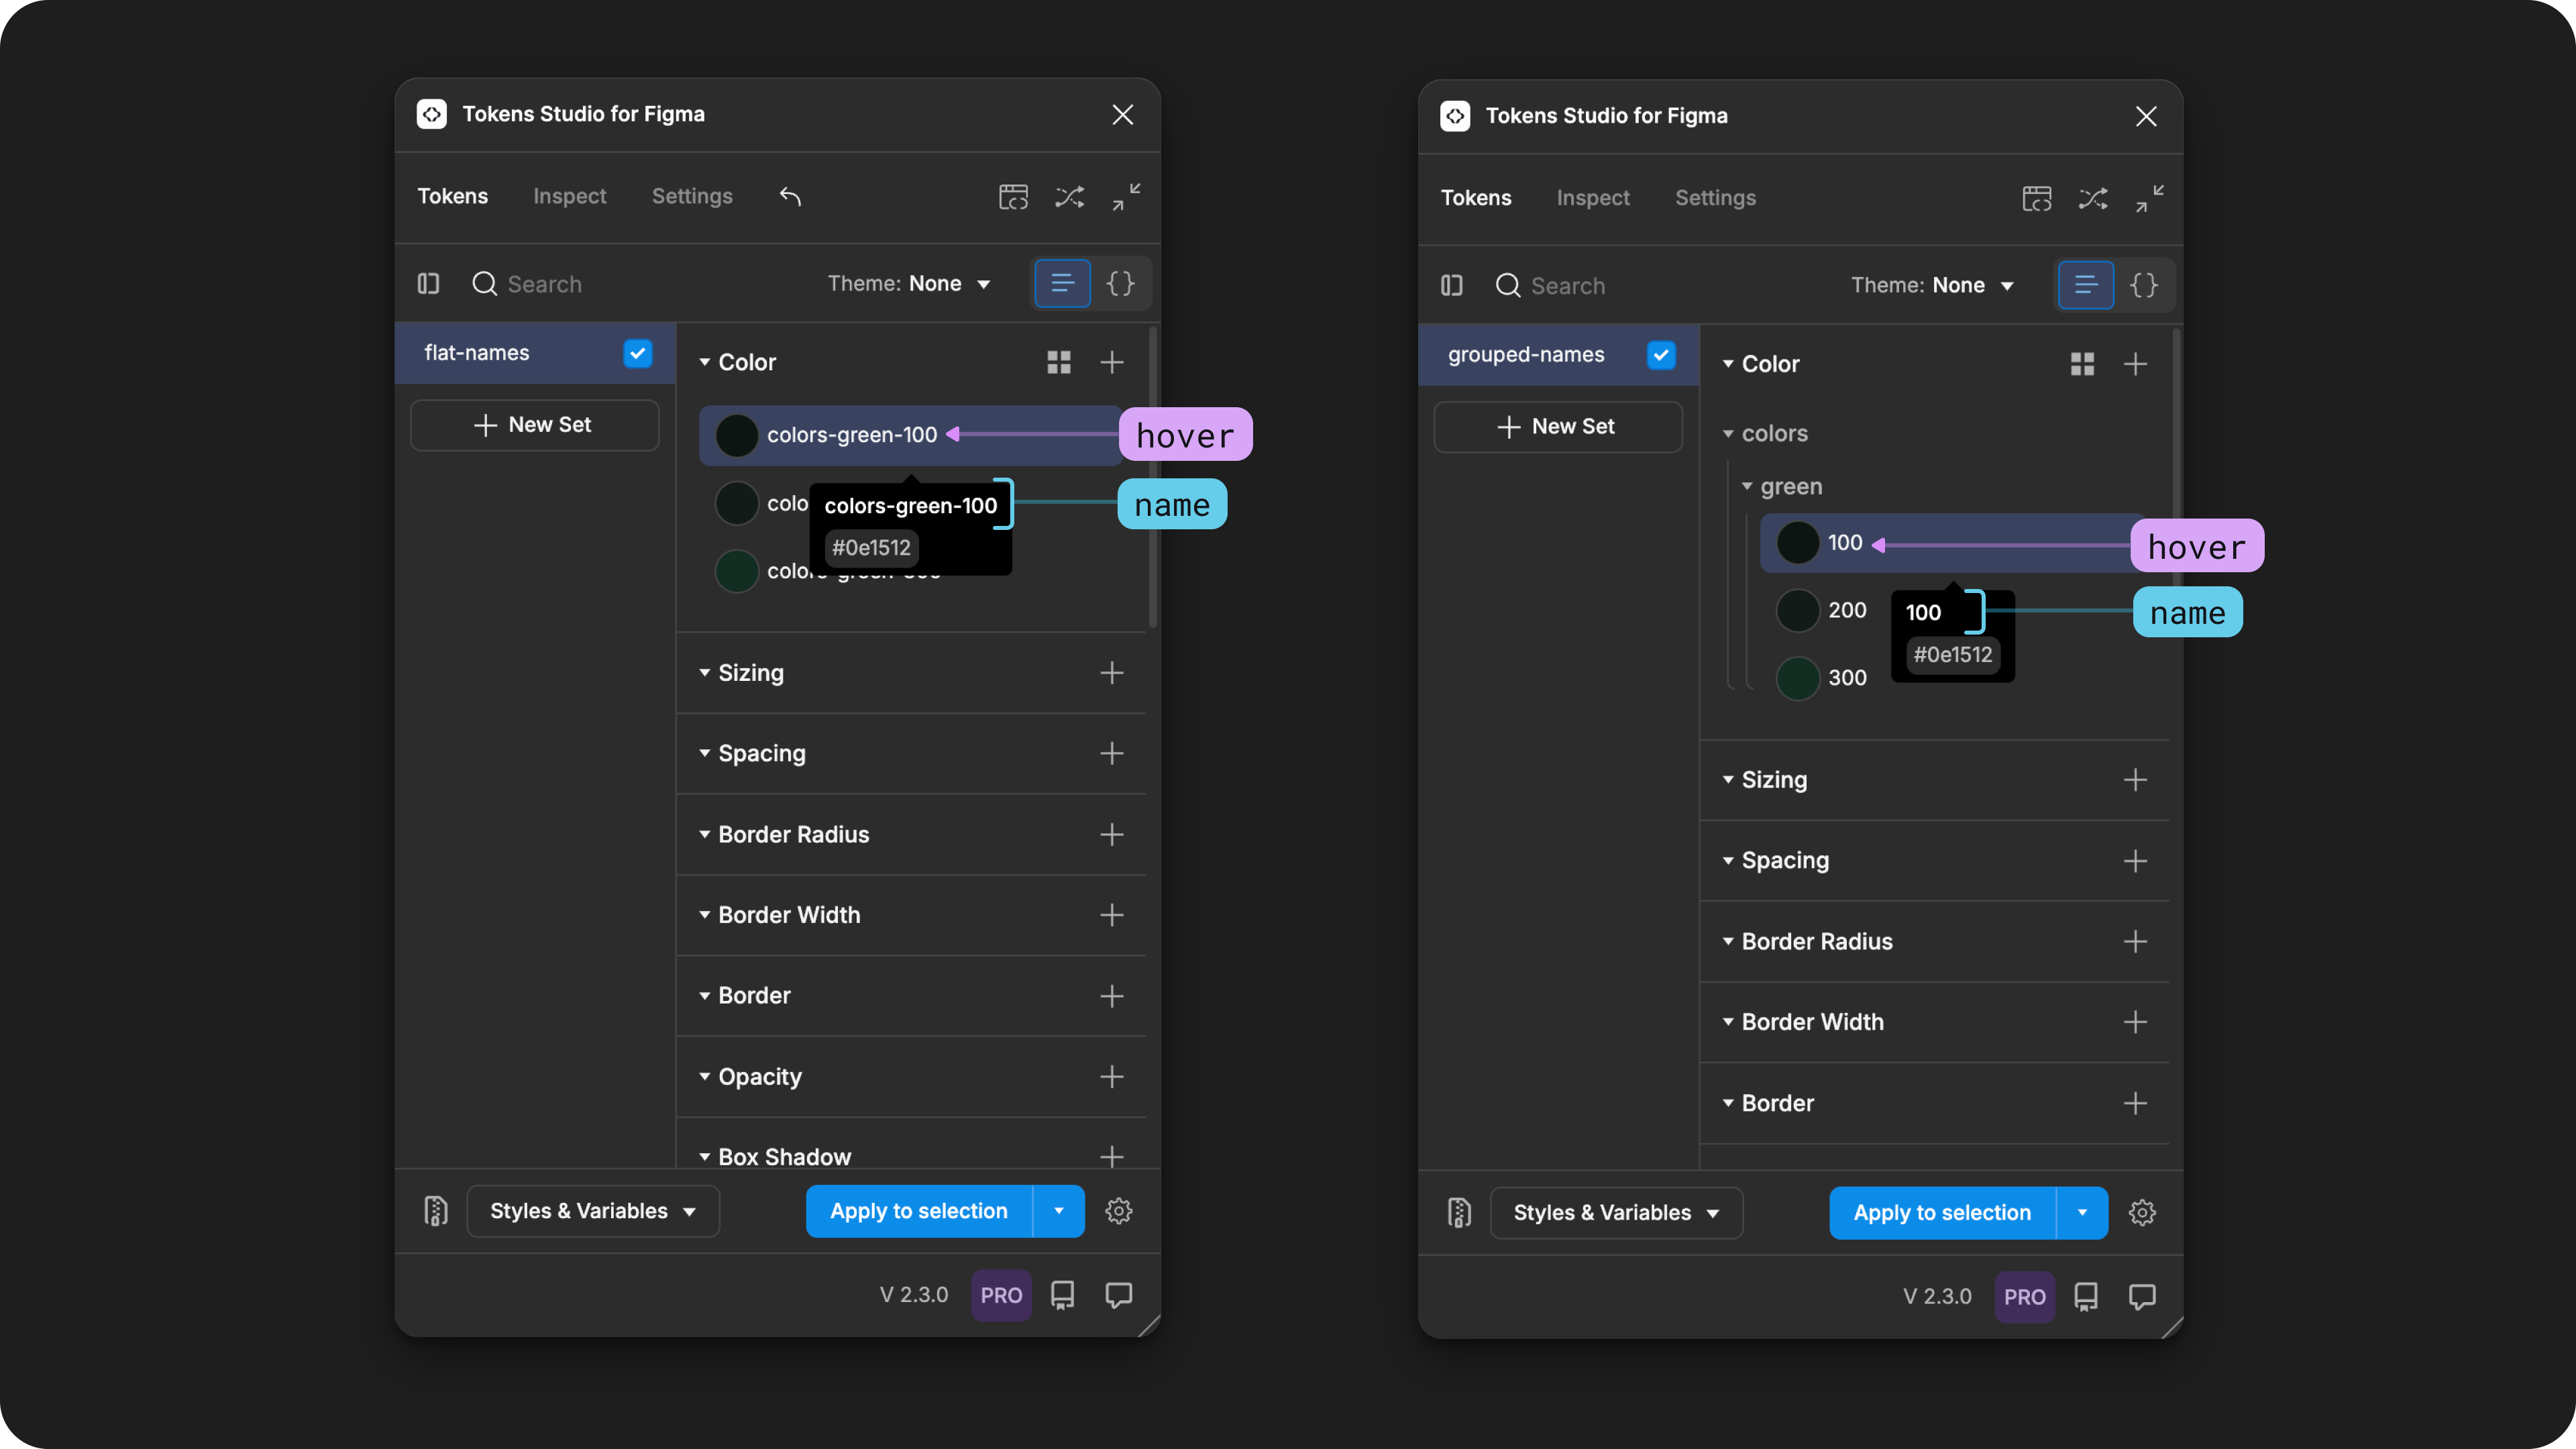 Tokens Studio for Figma
Tokens Inspect Settings
Search Theme: None {}
flat-names
New Set
Color
colors-green-100
hover
colo
colors-green-100
name
#0e1512
Sizing
Spacing
Border Radius
Border Width
Border
Opacity
Box Shadow
Styles & Variables Apply to selection
V 2.3.0 PRO
Tokens Studio for Figma
Tokens Inspect Settings
Search Theme: None {}
grouped-names
New Set
Color
colors
green
100
hover
200
100
name
#0e1512
300
Sizing
Spacing
Border Radius
Border Width
Border
Styles & Variables Apply to selection
V 2.3.0 PRO